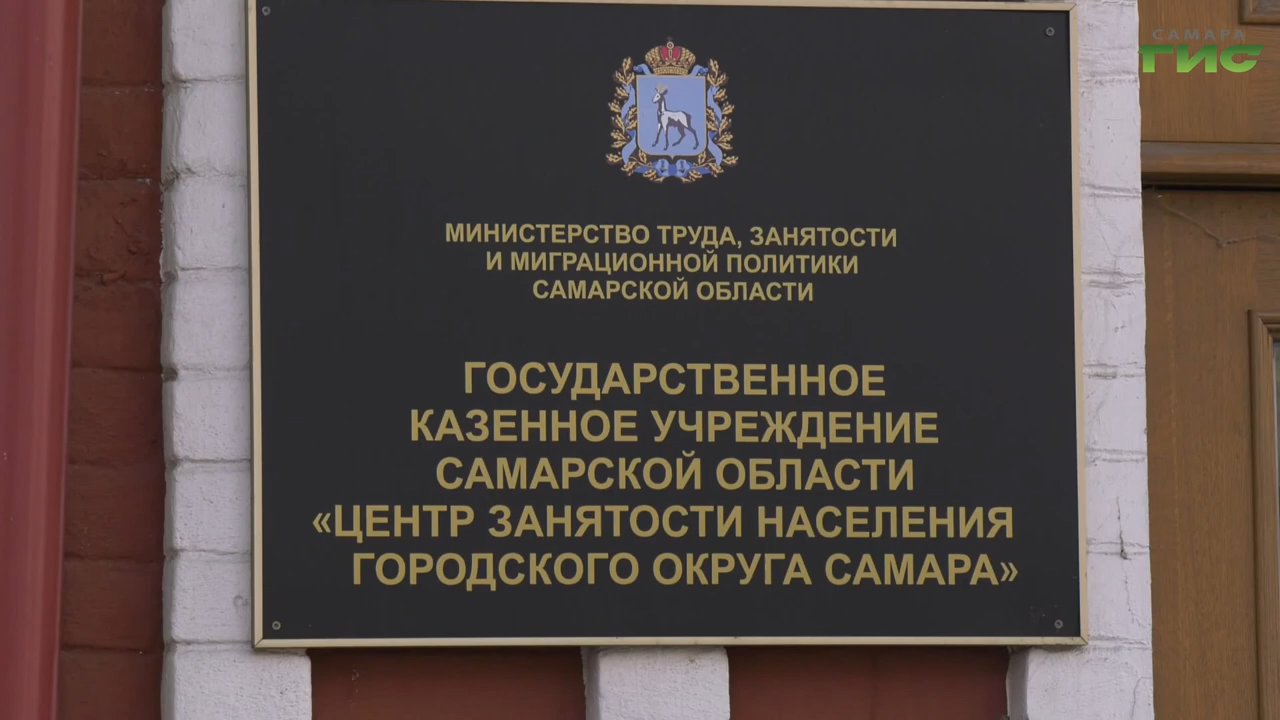 САМАРА
ГИС
МИНИСТЕРСТВО ТРУДА, ЗАНЯТОСТИ
И МИГРАЦИОННОЙ ПОЛИТИКИ
САМАРСКОЙ ОБЛАСТИ
ГОСУДАРСТВЕННОЕ
КАЗЕННОЕ УЧРЕЖДЕНИЕ
САМАРСКОЙ ОБЛАСТИ
«ЦЕНТР ЗАНЯТОСТИ НАСЕЛЕНИЯ
ГОРОДСКОГО ОКРУГА САМАРА»